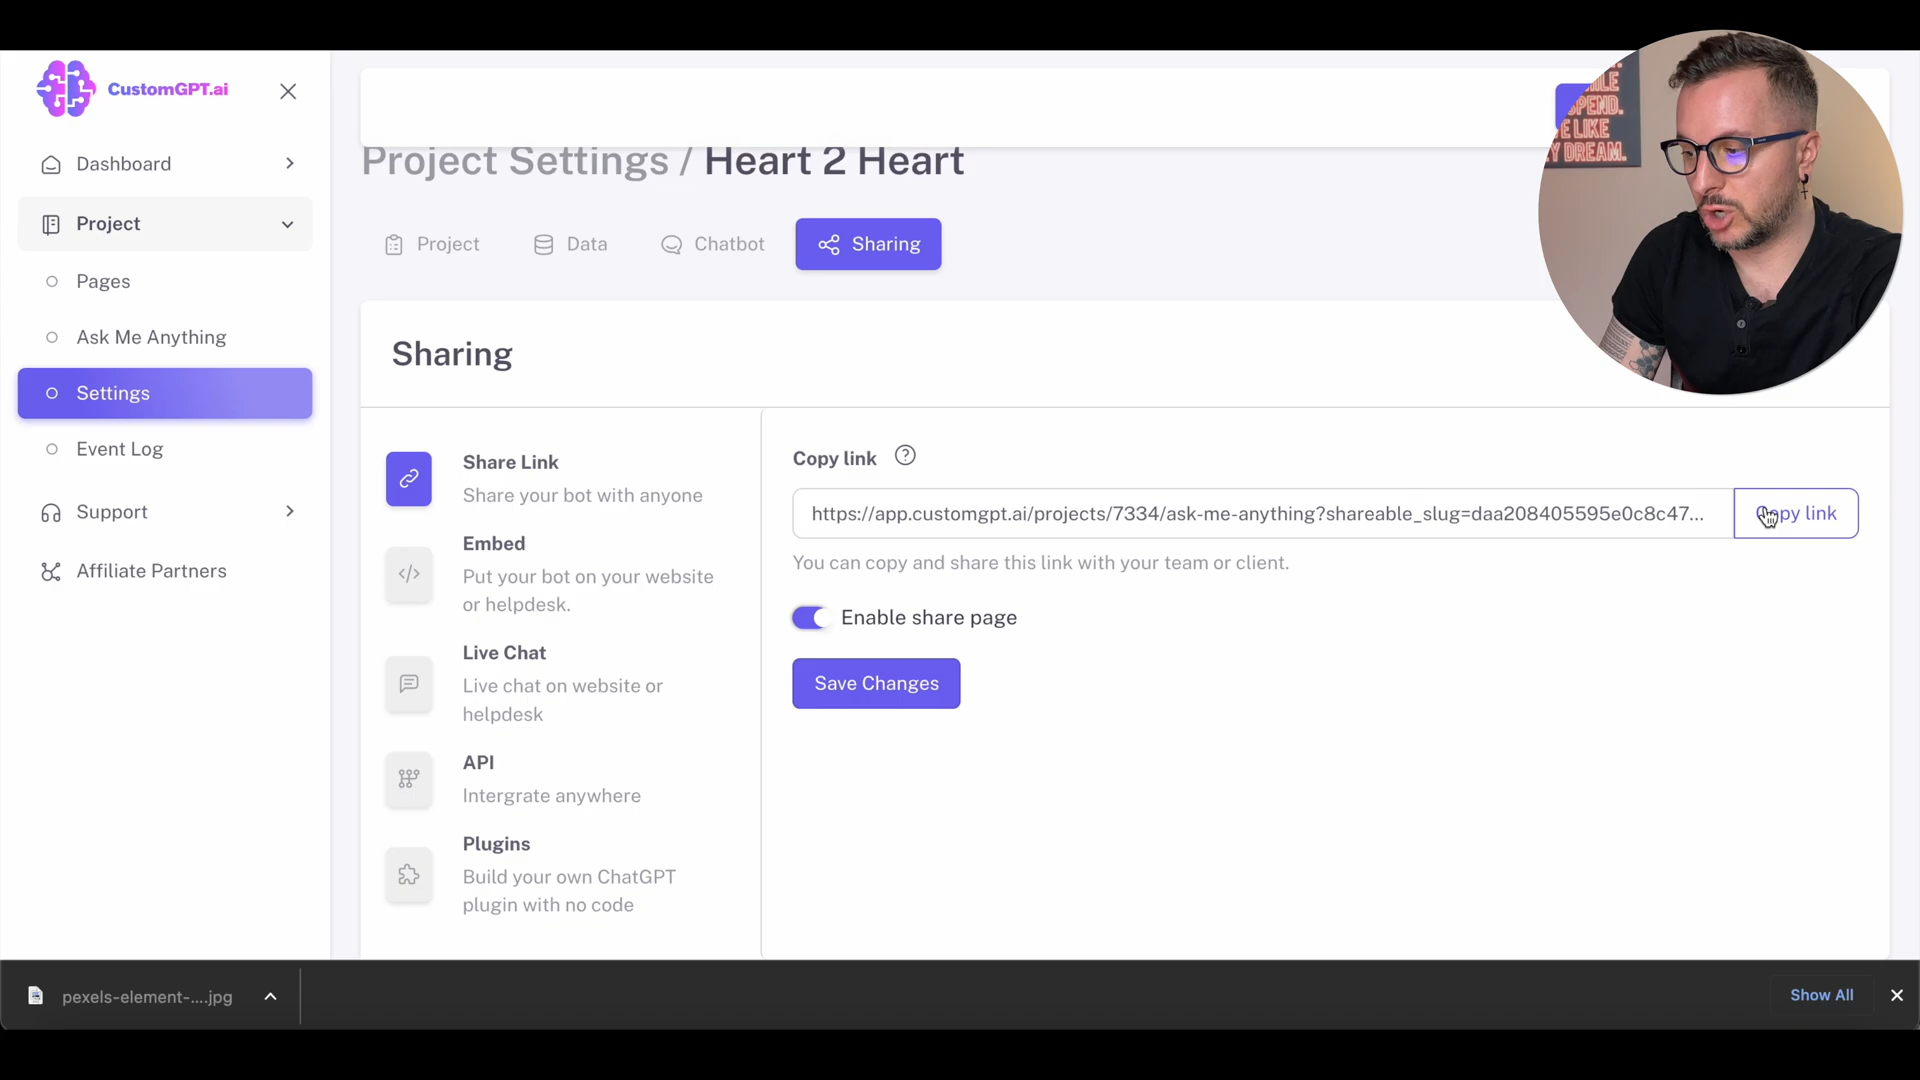 CustomGPT.ai
Dashboard
Project
Pages
Ask Me Anything
Settings
Event Log
Support
Affiliate Partners
Project Settings / Heart 2 Heart
Project
Data
Chatbot
Sharing
Sharing
Share Link
Share your bot with anyone
Embed
Put your bot on your website
or helpdesk.
Live Chat
Live chat on website or
helpdesk
API
Intergrate anywhere
Plugins
Build your own ChatGPT
plugin with no code
Copy link
https://app.customgpt.ai/projects/7334/ask-me-anything?shareable_slug=daa208405595e0c8c47...
Copy link
You can copy and share this link with your team or client.
Enable share page
Save Changes
SPEND.
LIKE
DREAM.
pexels-element-....jpg
Show All